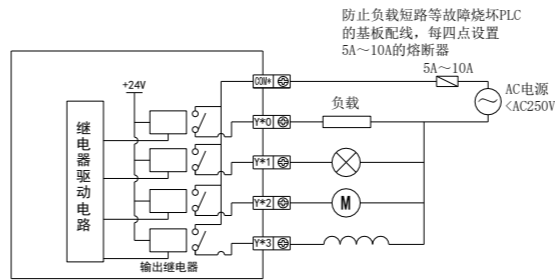 防止负载短路等故障烧坏PLC
的基板配线，每四点设置
5A～10A的熔断器
5A～10A
+24V
COM*
AC电源
<AC250V
负载
Y*0
继电器驱动电路
Y*1
Y*2
M
Y*3
输出继电器